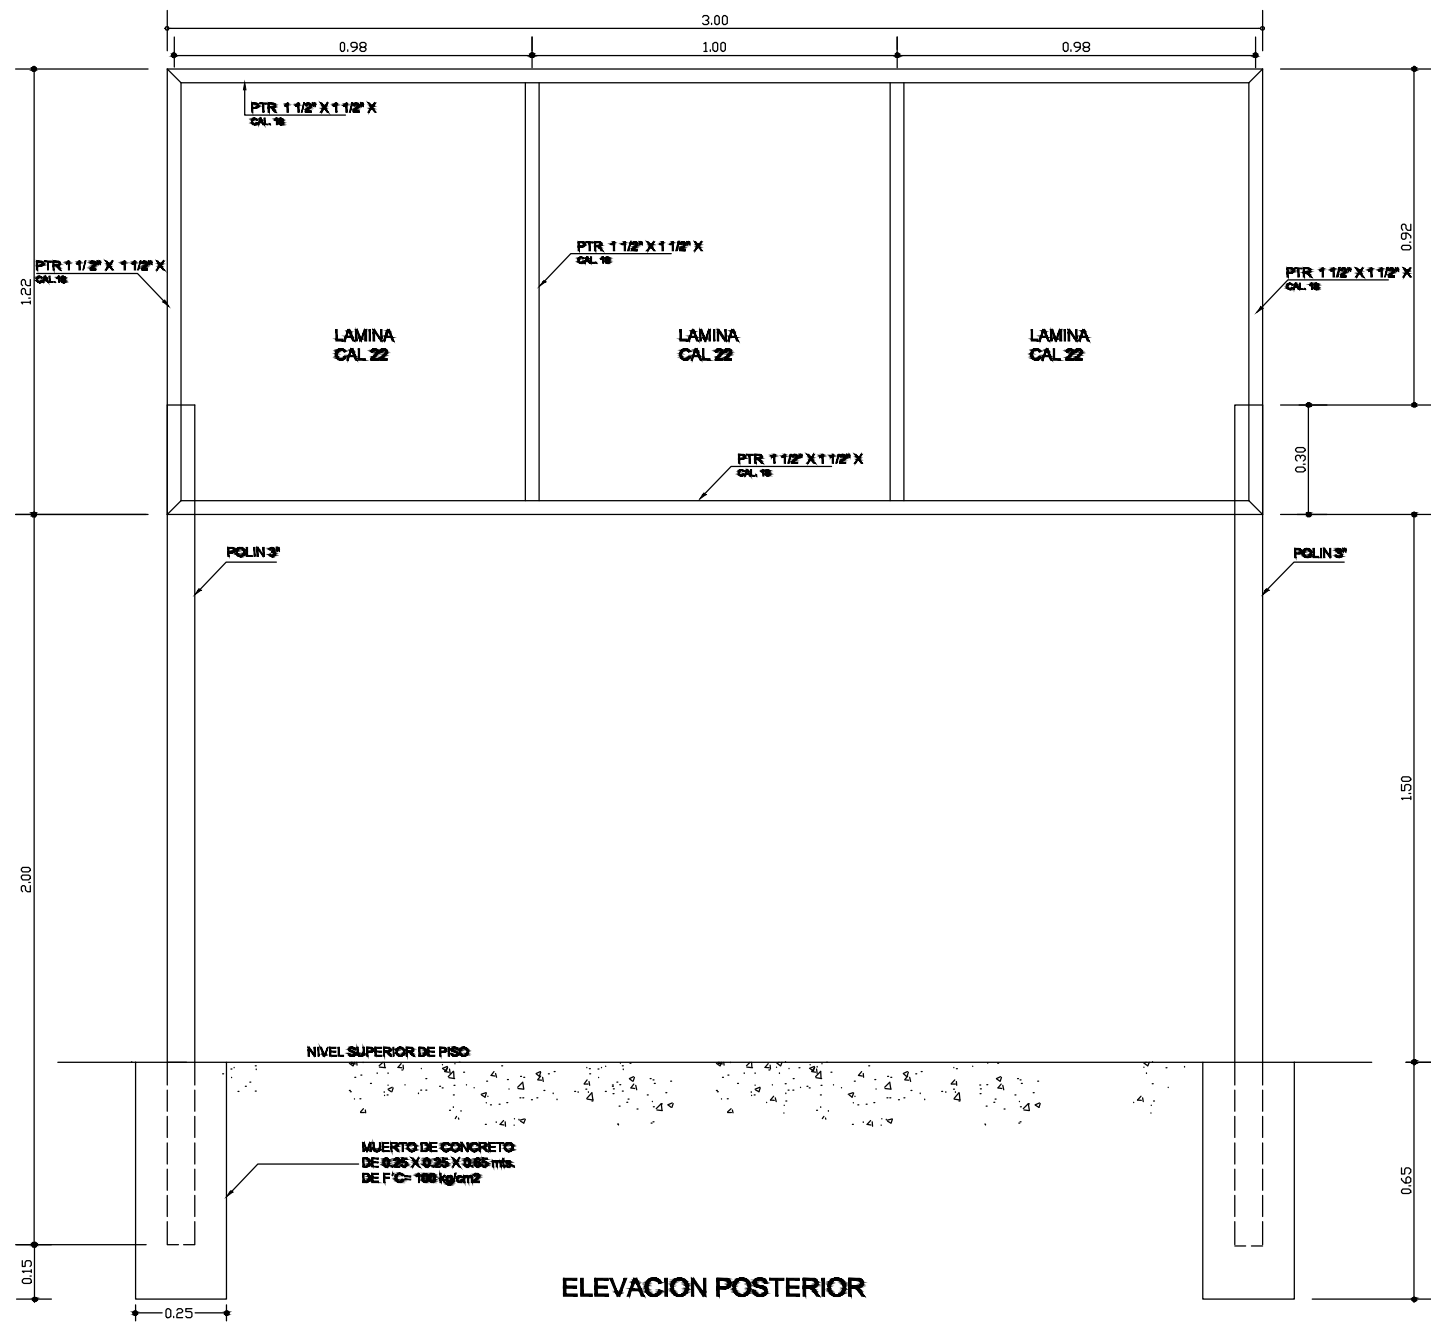 3.00
0.98
1.00
0.98
PTR 1 1/2" X 1 1/2" X
CAL. 18
PTR 1 1/2" X 1 1/2" X
CAL. 18
PTR 1 1/2" X 1 1/2" X
CAL. 18
PTR 1 1/2" X 1 1/2" X
CAL. 18
1.22
0.92
LAMINA
CAL 22
LAMINA
CAL 22
LAMINA
CAL 22
PTR 1 1/2" X 1 1/2" X
CAL. 18
0.30
POLIN 3"
POLIN 3"
1.50
2.00
NIVEL SUPERIOR DE PISO
MUERTO DE CONCRETO
DE 0.25 X 0.25 X 0.65 mts.
DE F'C= 100 kg/cm2
0.65
0.15
0.25
ELEVACION POSTERIOR